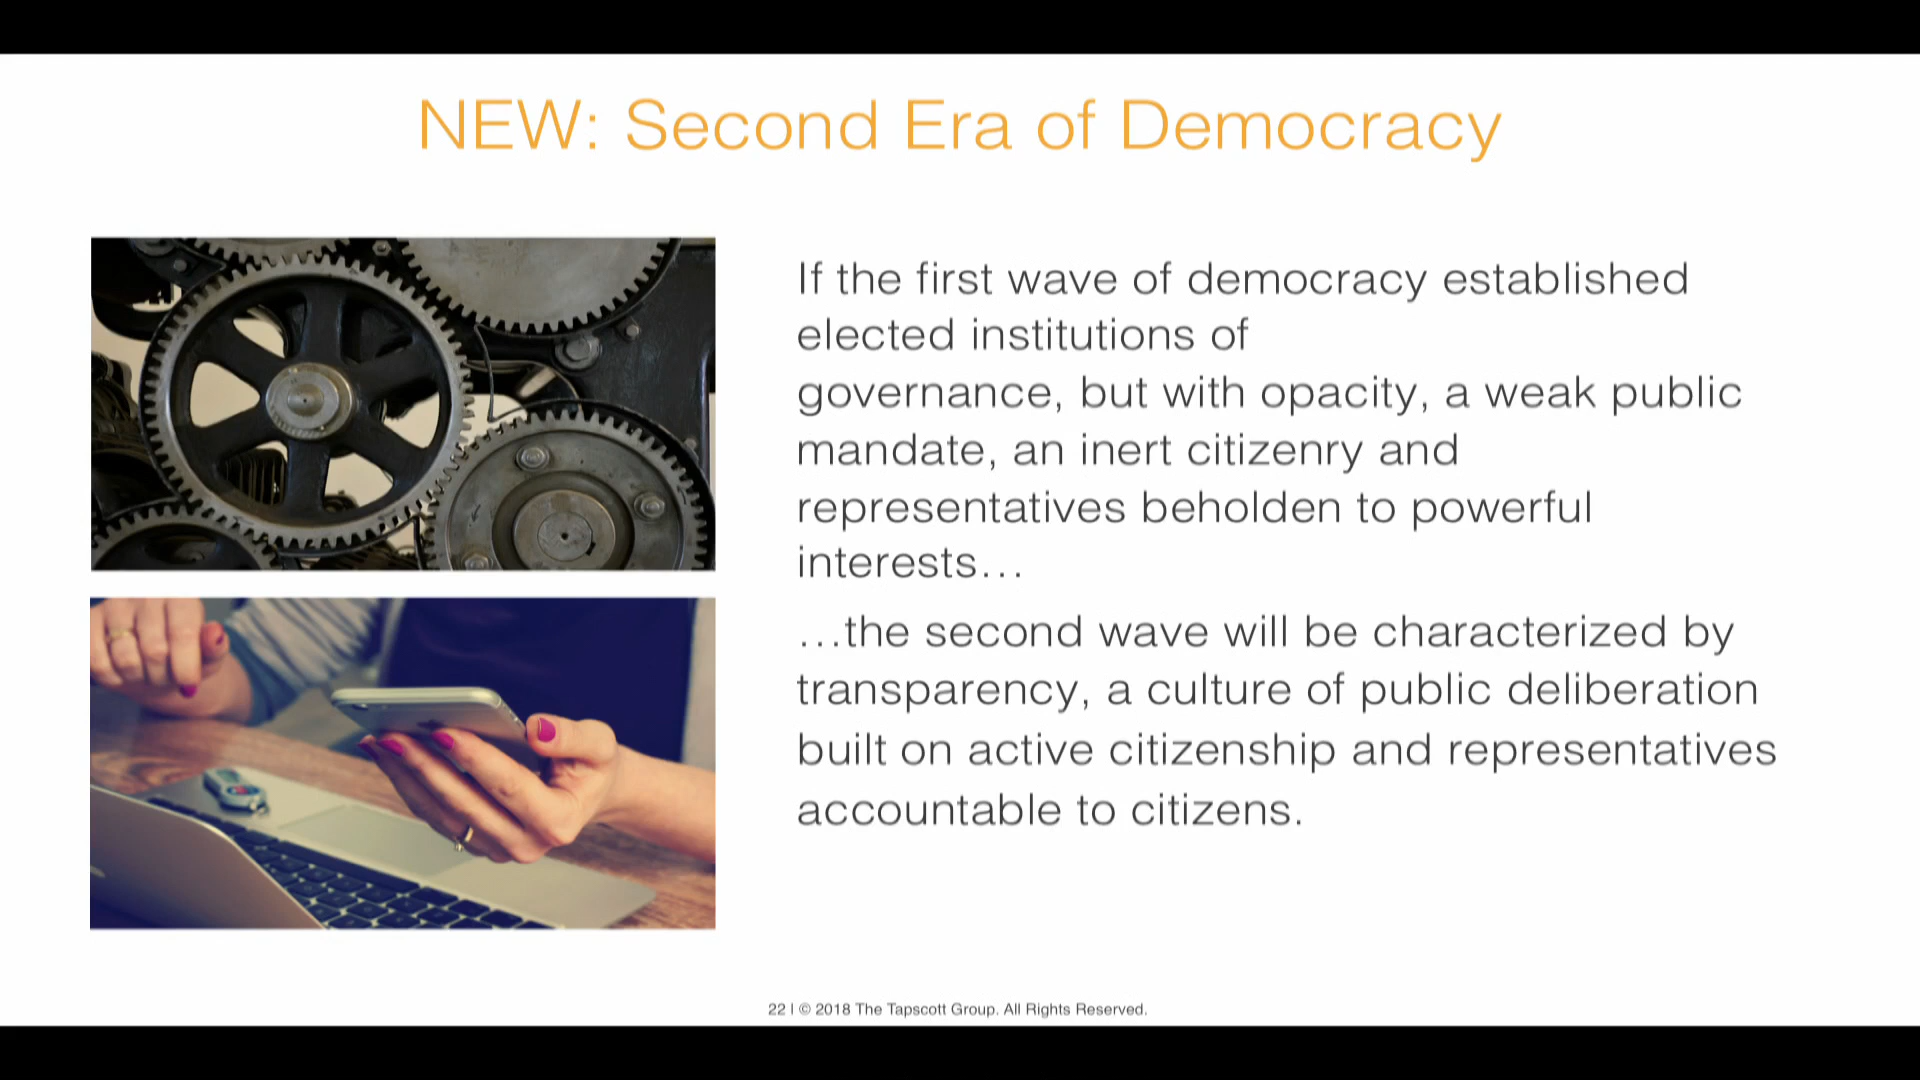 NEW: Second Era of Democracy
If the first wave of democracy established
elected institutions of
governance, but with opacity, a weak public
mandate, an inert citizenry and
representatives beholden to powerful
interests…
…the second wave will be characterized by
transparency, a culture of public deliberation
built on active citizenship and representatives
accountable to citizens.
22 | © 2018 The Tapscott Group. All Rights Reserved.